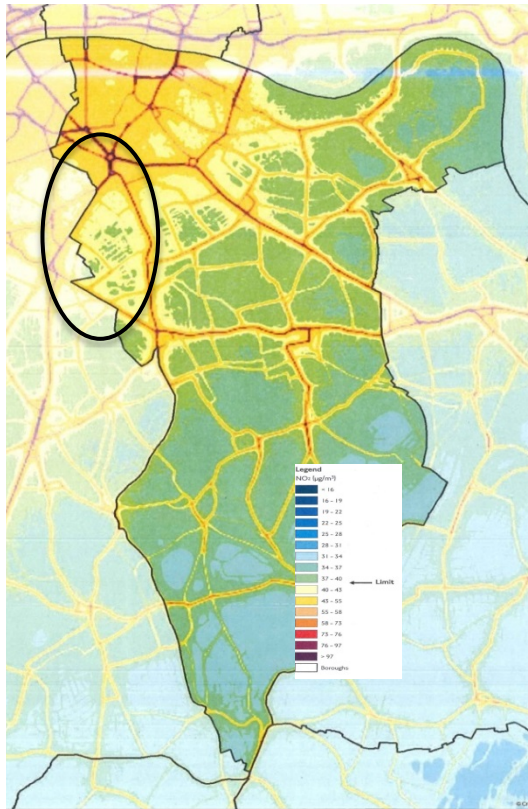 Legend
NO₂ (µg/m³)
< 16
16 - 19
19 - 22
22 - 25
25 - 28
28 - 31
31 - 34
34 - 37
37 - 40
Limit
40 - 43
43 - 55
55 - 58
58 - 73
73 - 76
76 - 97
> 97
Boroughs